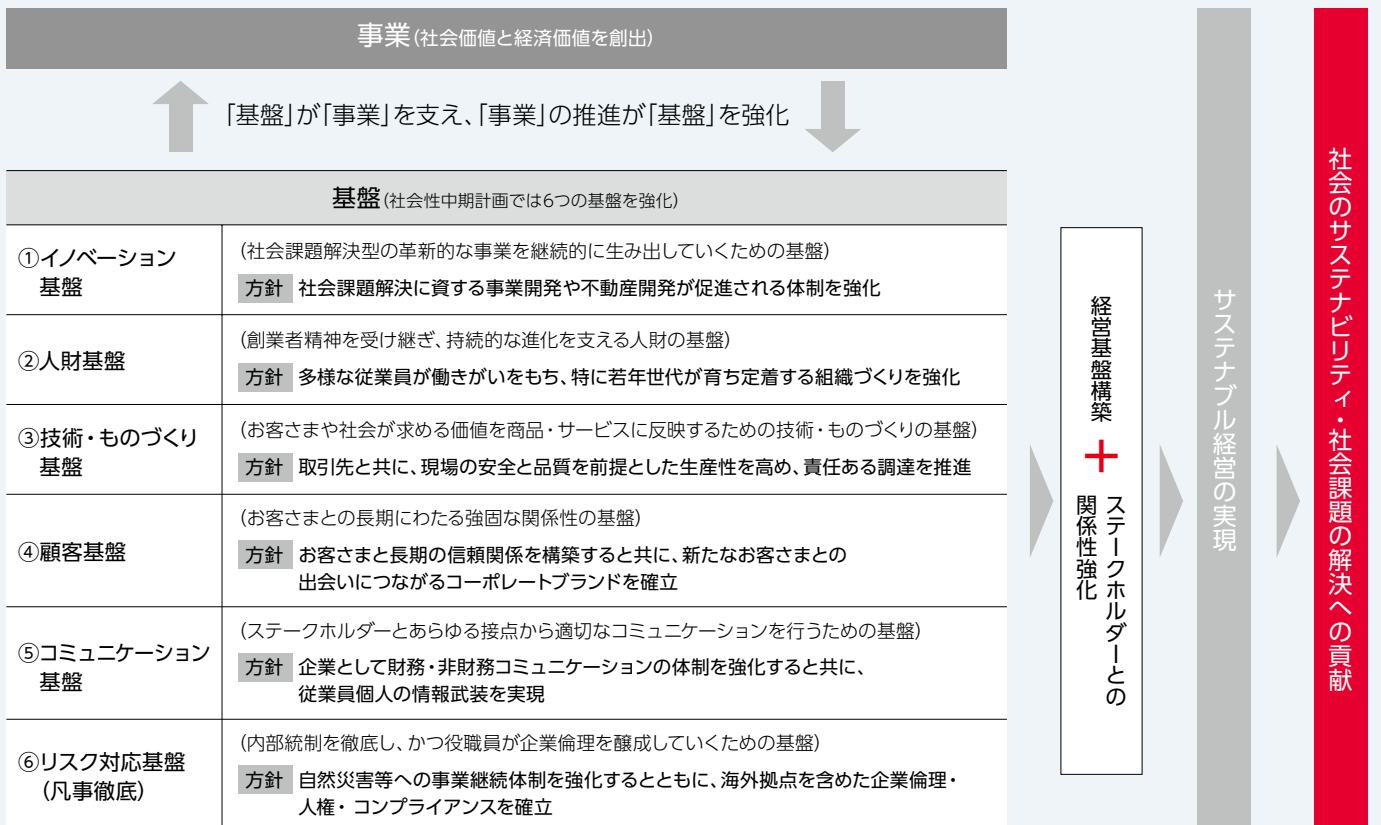 事業(社会価値と経済価値を創出)
「基盤」が「事業」を支え、「事業」の推進が「基盤」を強化
基盤(社会性中期計画では6つの基盤を強化)
①イノベーション
基盤
(社会課題解決型の革新的な事業を継続的に生み出していくための基盤)
方針 社会課題解決に資する事業開発や不動産開発が促進される体制を強化
②人財基盤
(創業者精神を受け継ぎ、持続的な進化を支える人財の基盤)
方針 多様な従業員が働きがいをもち、特に若年世代が育ち定着する組織づくりを強化
③技術・ものづくり
基盤
(お客さまや社会が求める価値を商品・サービスに反映するための技術・ものづくりの基盤)
方針 取引先と共に、現場の安全と品質を前提とした生産性を高め、責任ある調達を推進
④顧客基盤
(お客さまとの長期にわたる強固な関係性の基盤)
方針 お客さまと長期の信頼関係を構築すると共に、新たなお客さまとの
出会いにつながるコーポレートブランドを確立
⑤コミュニケーション
基盤
(ステークホルダーとあらゆる接点から適切なコミュニケーションを行うための基盤)
方針 企業として財務・非財務コミュニケーションの体制を強化すると共に、
従業員個人の情報武装を実現
⑥リスク対応基盤
(凡事徹底)
(内部統制を徹底し、かつ役職員が企業倫理を醸成していくための基盤)
方針 自然災害等への事業継続体制を強化するとともに、海外拠点を含めた企業倫理・
人権・コンプライアンスを確立
経営基盤構築
+
ステークホルダーとの
関係性強化
サステナブル経営の実現
社会のサステナビリティ・社会課題の解決への貢献